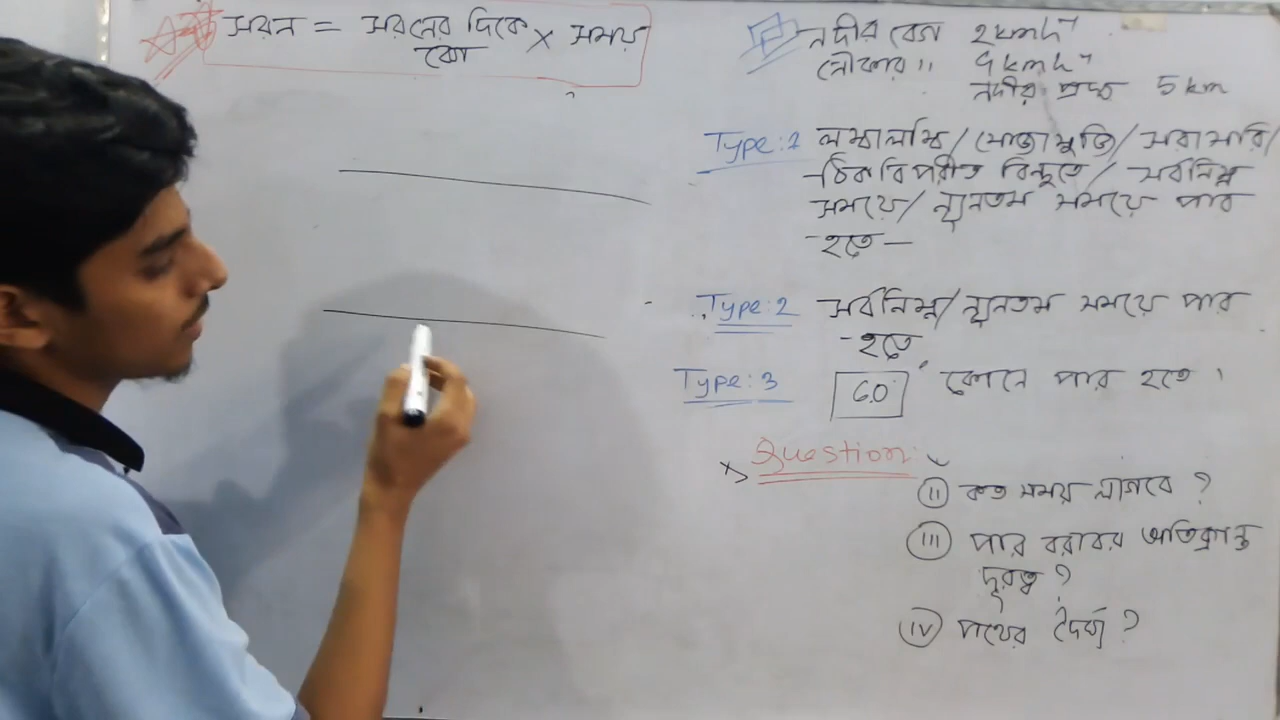 সরন = সরনের দিকে × সময়
বেগ
নদীর বেগ 2kmh⁻¹
নৌকার ,, 4kmh⁻¹
নদীর প্রস্থ 5km
Type:1 লম্বালম্বি/সোজাসুজি/সরাসরি/
ঠিক বিপরীত বিন্দুতে/ সর্বনিম্ন
সময়ে/ন্যূনতম সময়ে পার
হতে—
Type:2 সর্বনিম্ন/ন্যূনতম সময়ে পার
হতে
Type:3 60° কোনে পার হতে।
Question
ii কত সময় লাগবে ?
iii পার বরাবর অতিক্রান্ত
দূরত্ব ?
iv পথের দৈর্ঘ্য ?